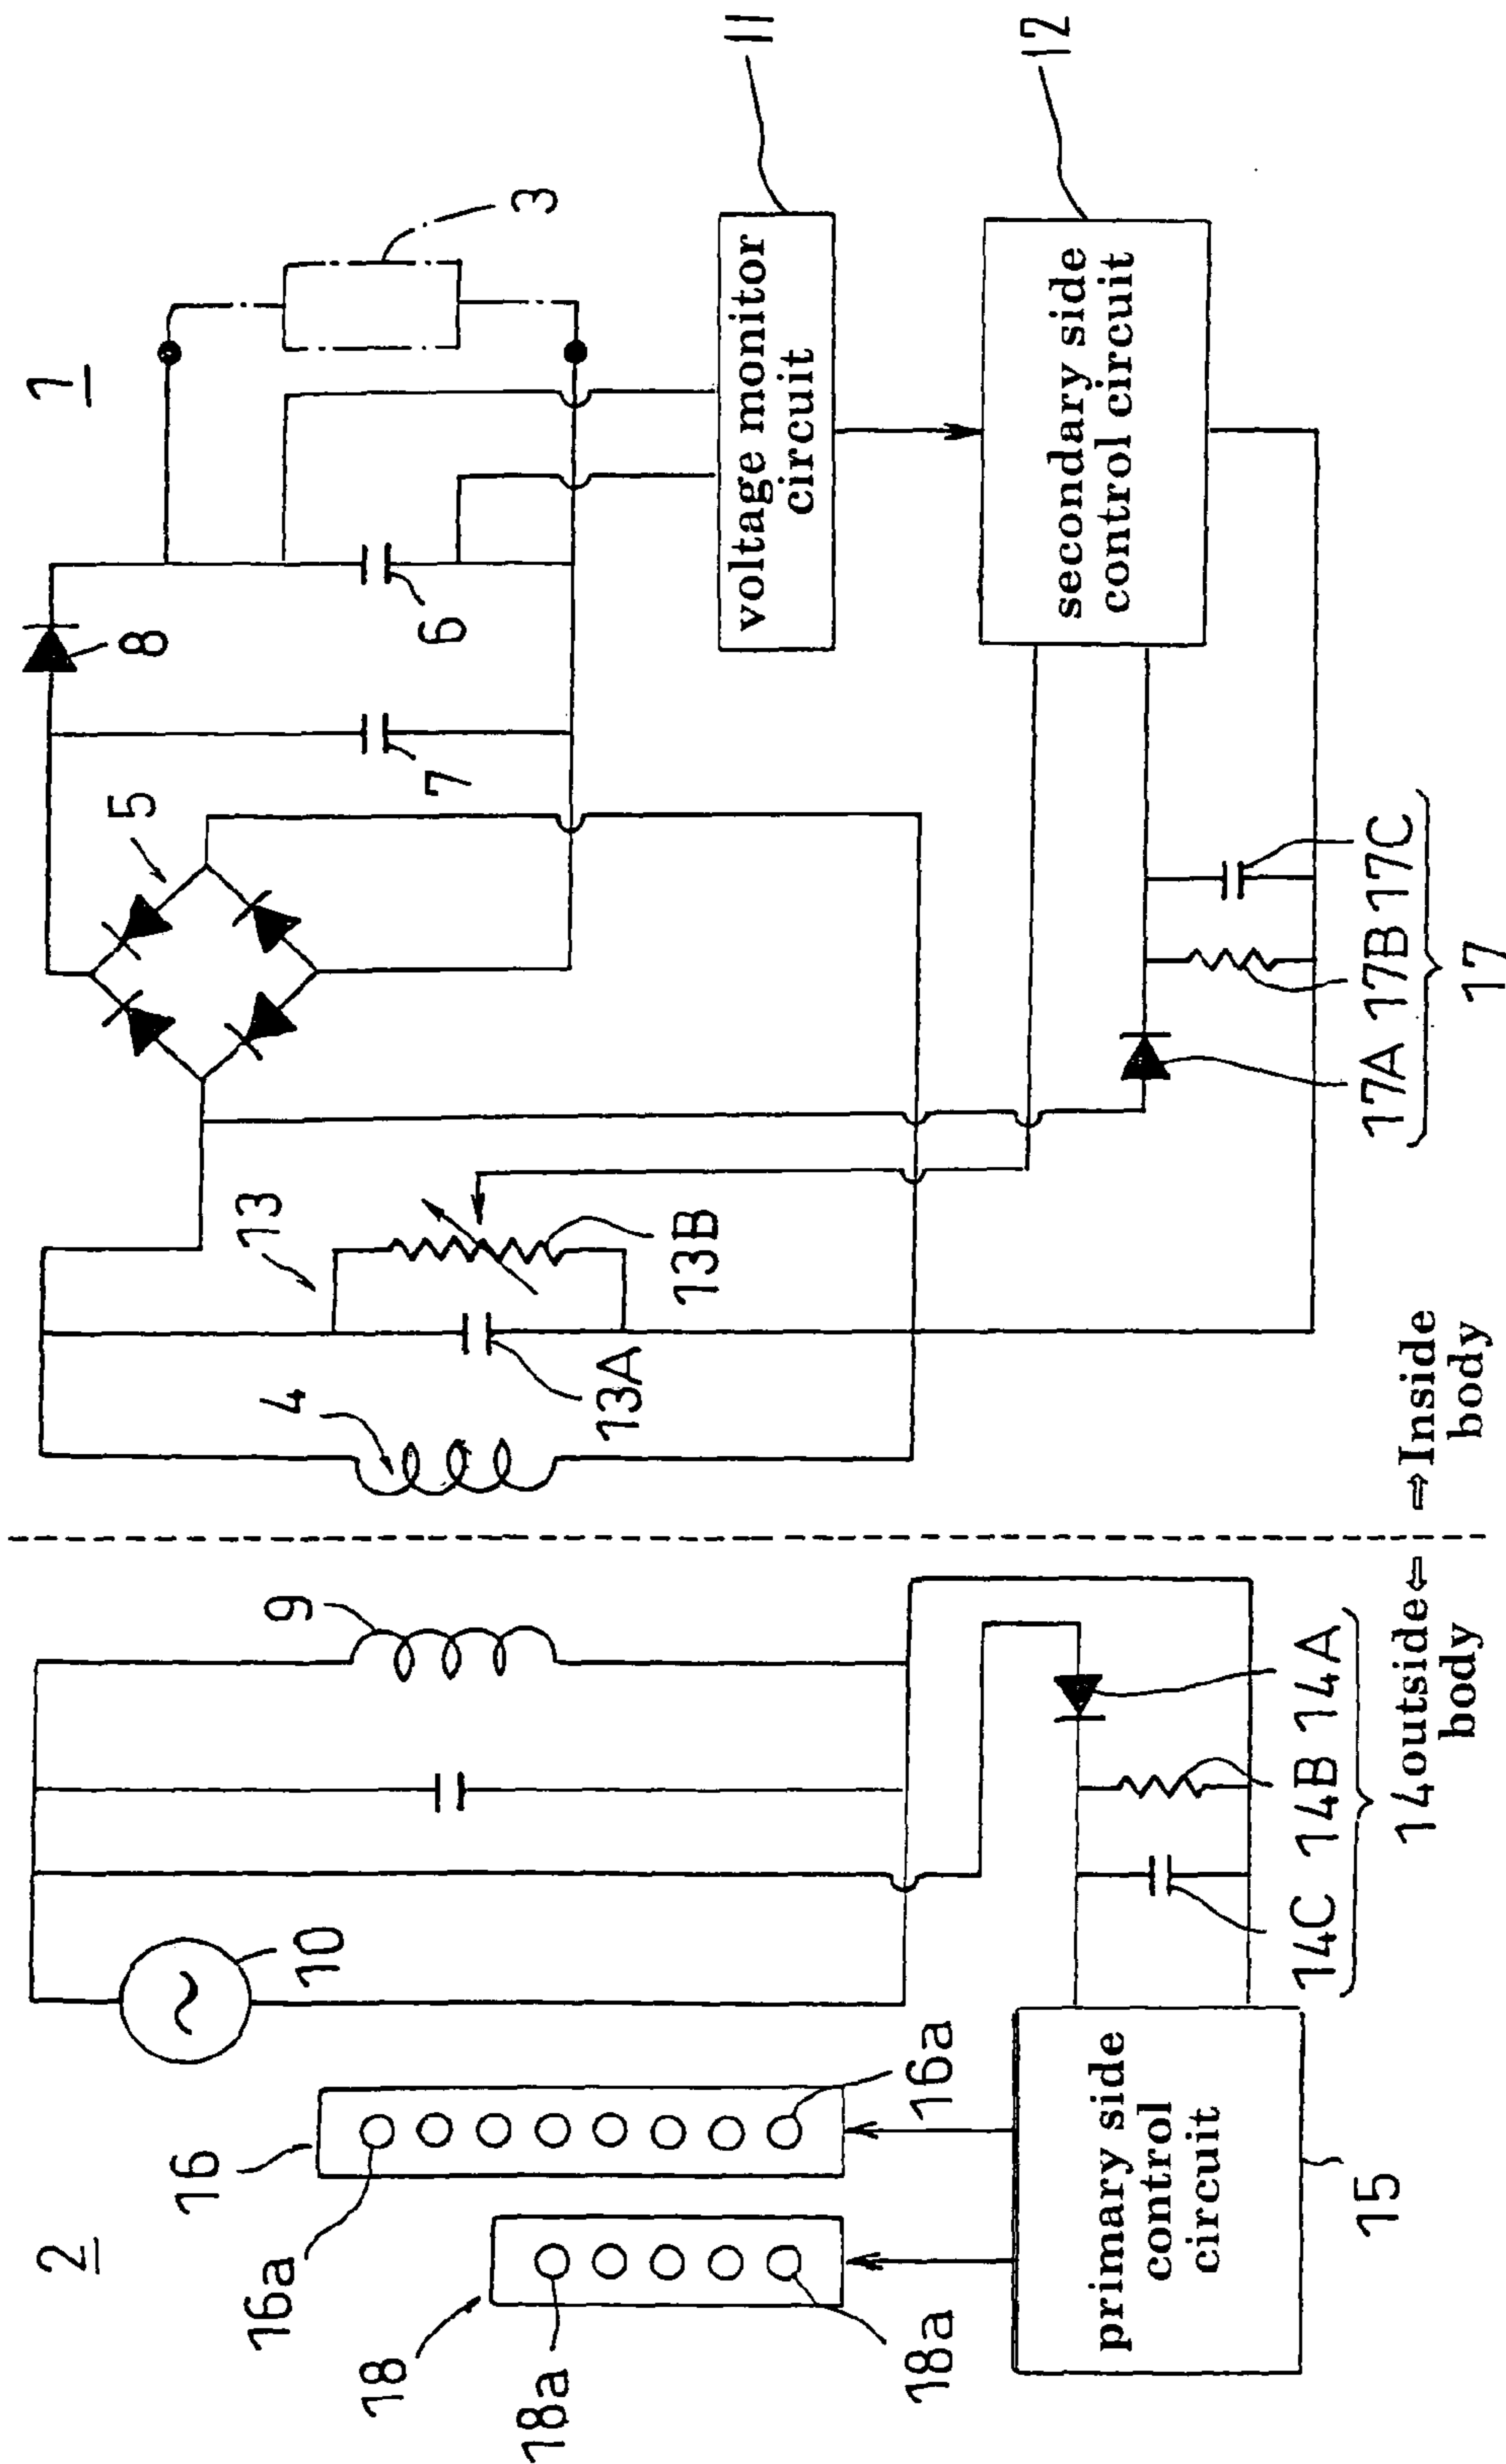 2
16
16a
16a
18
18a
18a
10
9
primary side
control
circuit
15
14C 14B 14A
14
outside
body
⇐
⇒ Inside
body
1
4
13
13A
13B
5
7
8
6
3
voltage monitor
circuit
11
secondary side
control circuit
12
17A 17B 17C
17